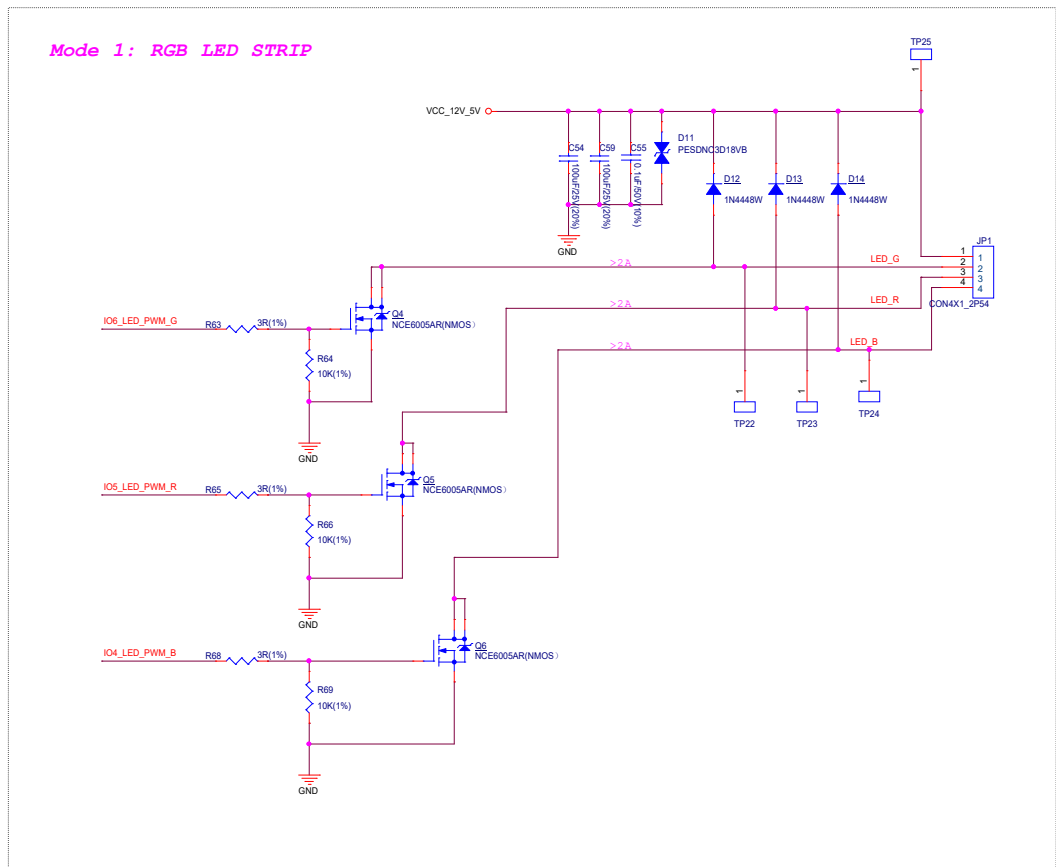 Mode 1: RGB LED STRIP
TP25
1
VCC_12V_5V
C54
100uF/25V(20%)
C59
100uF/25V(20%)
C55
0.1uF/50V(10%)
D11
PESDNC3D18VB
D12
1N4448W
D13
1N4448W
D14
1N4448W
GND
JP1
1
2
3
4
1
2
3
4
CON4X1_2P54
>2A
LED_G
>2A
LED_R
>2A
LED_B
IO6_LED_PWM_G
R63
3R(1%)
Q4
NCE6005AR(NMOS）
R64
10K(1%)
GND
1
TP22
1
TP23
1
TP24
IO5_LED_PWM_R
R65
3R(1%)
Q5
NCE6005AR(NMOS）
R66
10K(1%)
GND
IO4_LED_PWM_B
R68
3R(1%)
Q6
NCE6005AR(NMOS）
R69
10K(1%)
GND